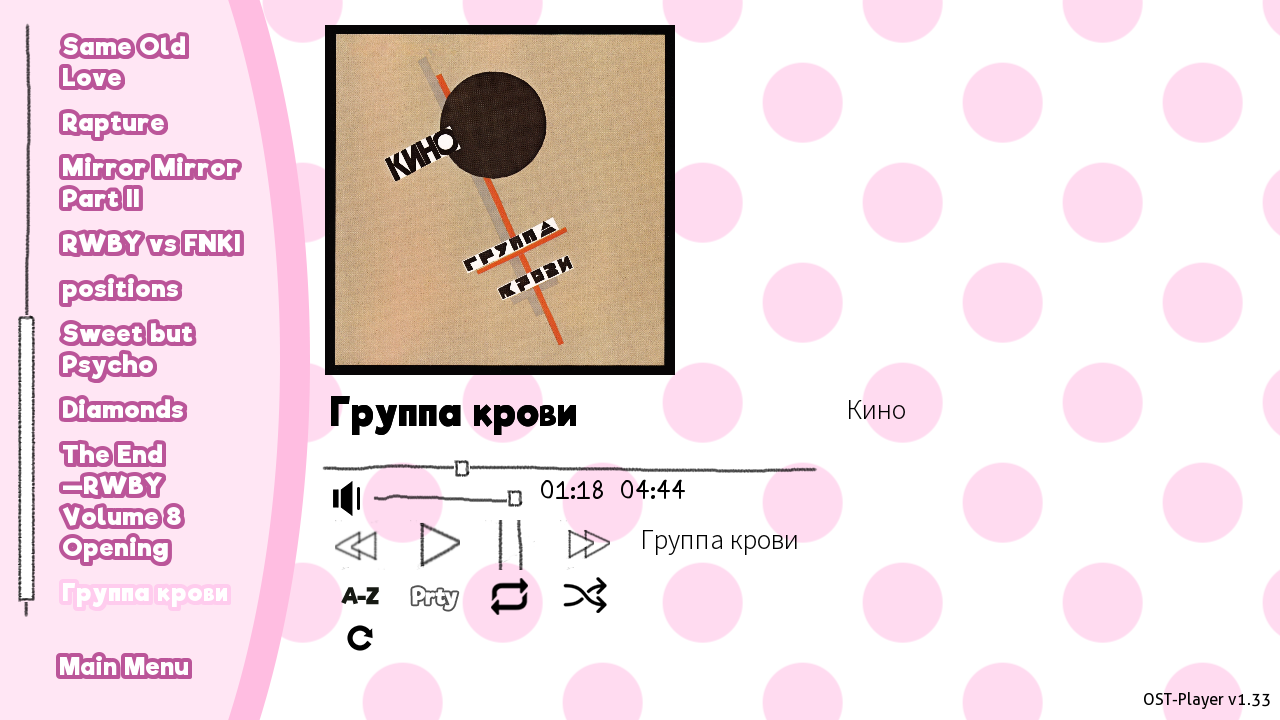 Same Old
Love
Rapture
Mirror Mirror
Part II
RWBY vs FNKI
positions
Sweet but
Psycho
Diamonds
The End
—RWBY
Volume 8
Opening
Группа крови
Main Menu
КИНО
ГРУППА
КРОВИ
Группа крови
Кино
01:18 04:44
Группа крови
A-Z Prty
OST-Player v1.33